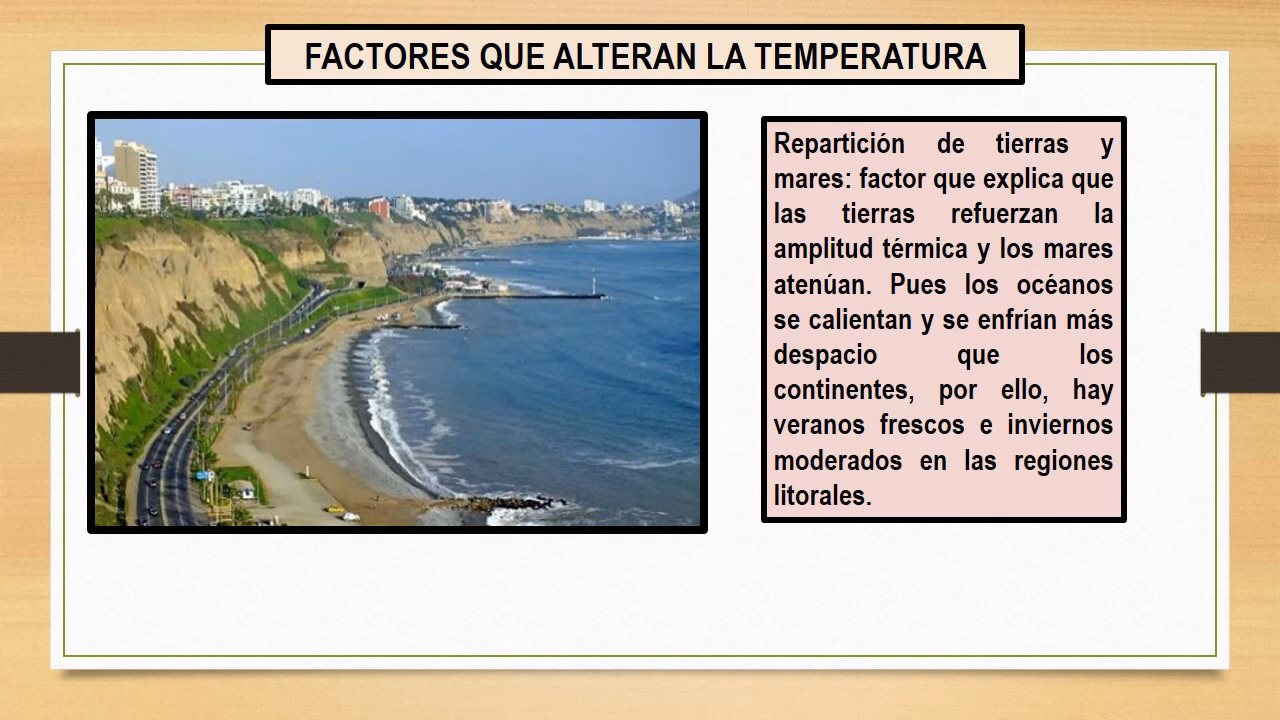 FACTORES QUE ALTERAN LA TEMPERATURA
Repartición de tierras y
mares: factor que explica que
las tierras refuerzan la
amplitud térmica y los mares
atenúan. Pues los océanos
se calientan y se enfrían más
despacio que los
continentes, por ello, hay
veranos frescos e inviernos
moderados en las regiones
litorales.